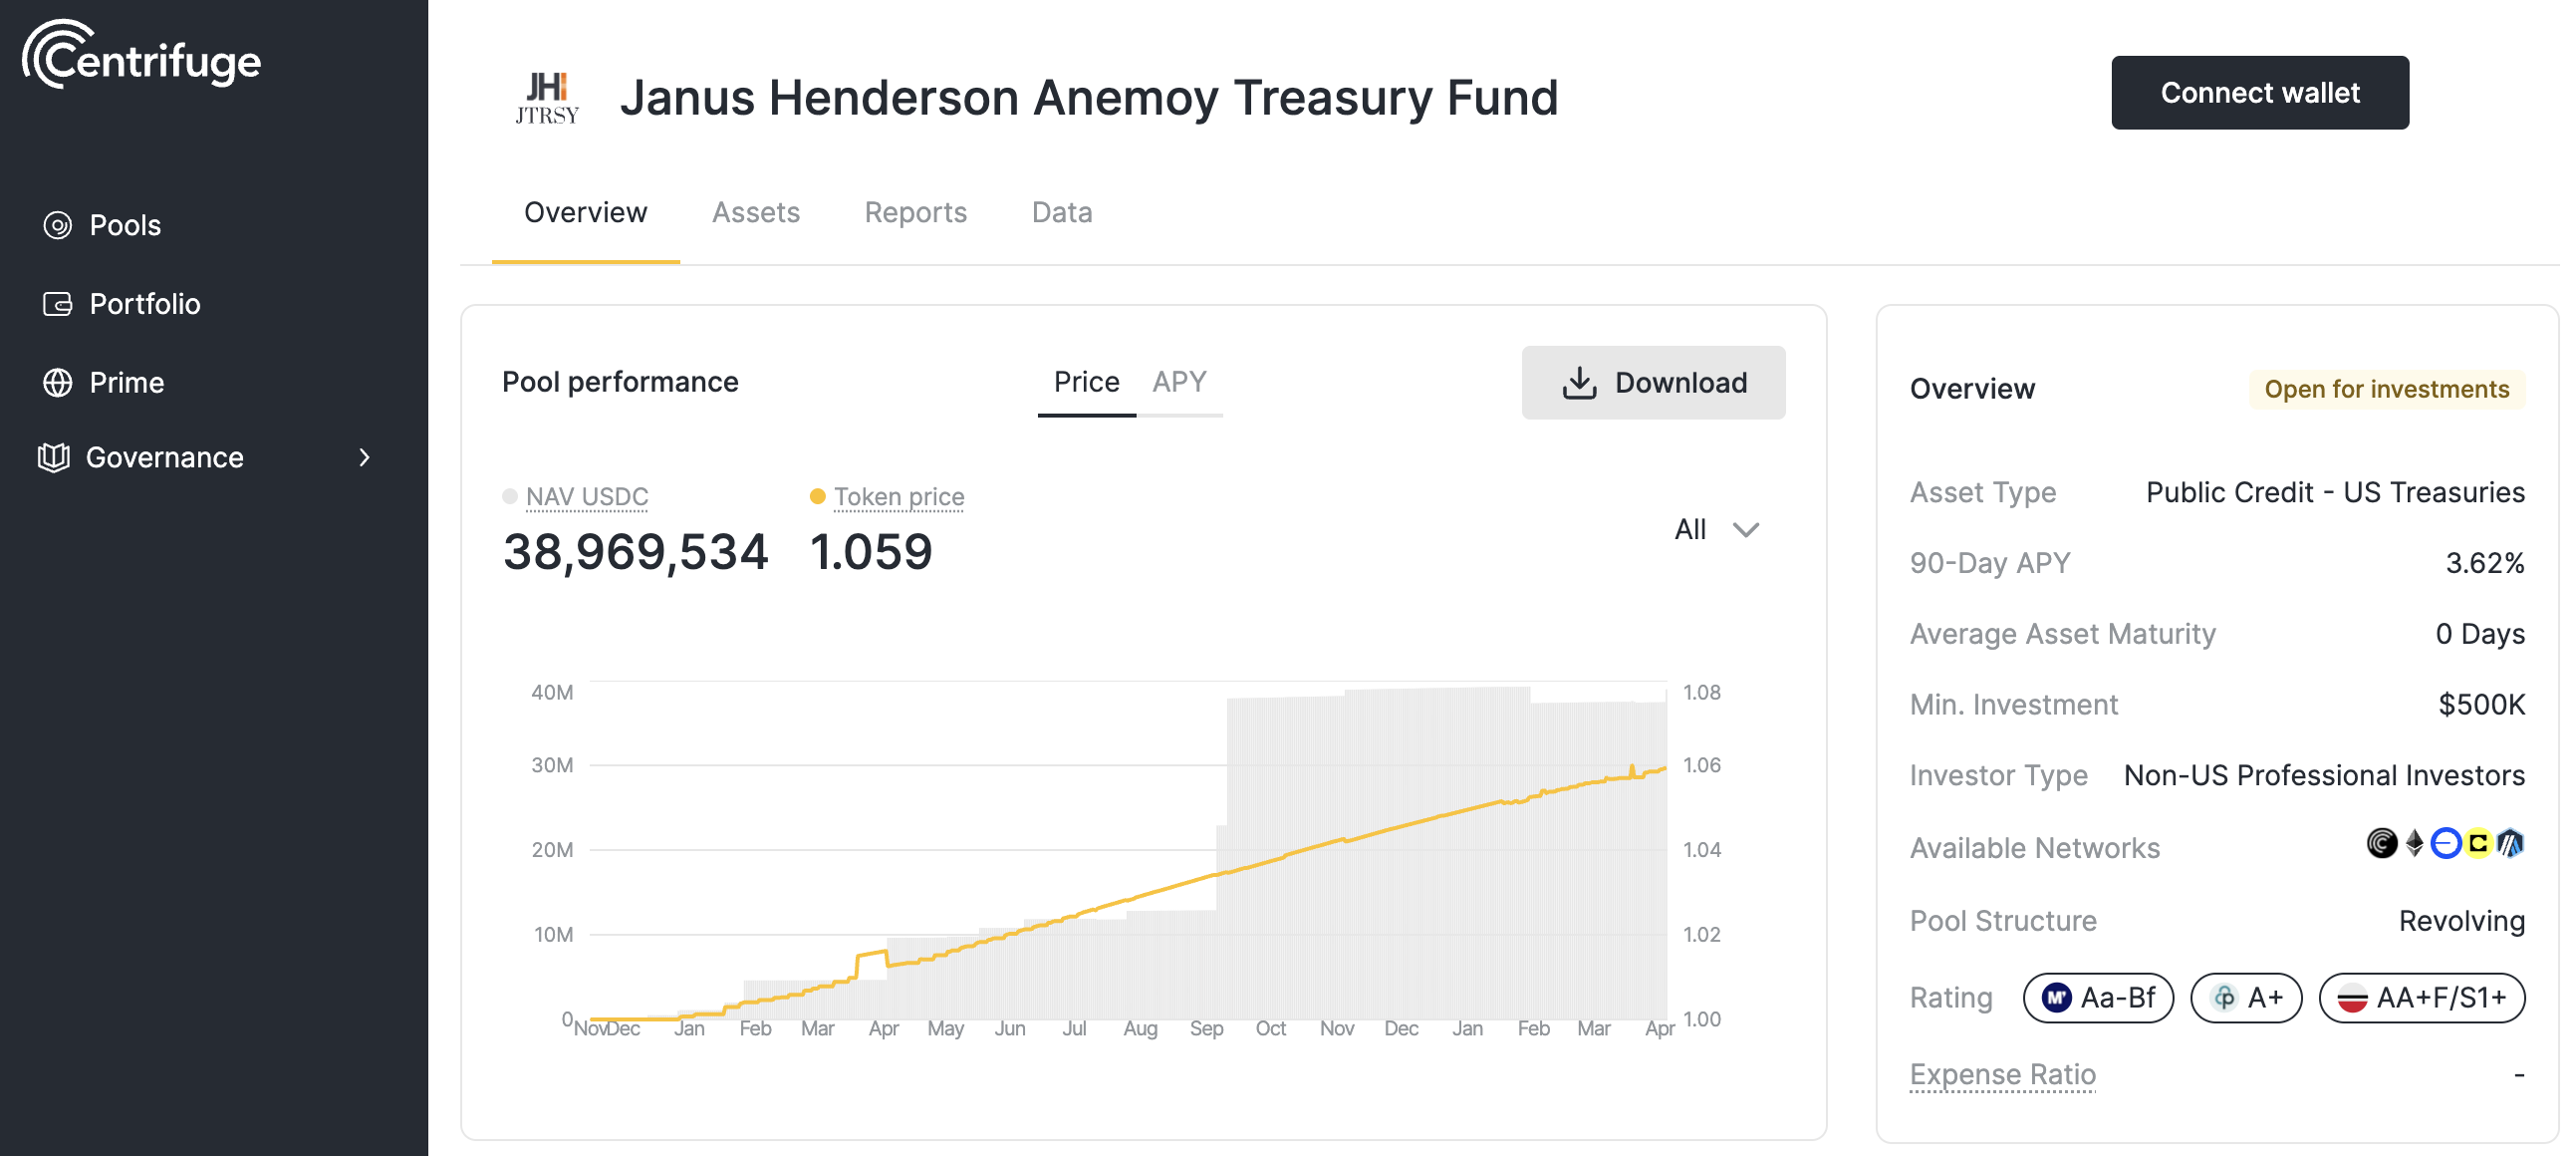 Centrifuge
Pools
Portfolio
Prime
Governance
JHI
JTRSY
Janus Henderson Anemoy Treasury Fund
Connect wallet
Overview Assets Reports Data
Pool performance
Price APY
Download
NAV USDC
38,969,534
Token price
1.059
All
40M
30M
20M
10M
0
1.08
1.06
1.04
1.02
1.00
Nov Dec Jan Feb Mar Apr May Jun Jul Aug Sep Oct Nov Dec Jan Feb Mar Apr
Overview
Open for investments
Asset Type Public Credit - US Treasuries
90-Day APY 3.62%
Average Asset Maturity 0 Days
Min. Investment $500K
Investor Type Non-US Professional Investors
Available Networks
Pool Structure Revolving
Rating Aa-Bf A+ AA+F/S1+
Expense Ratio -